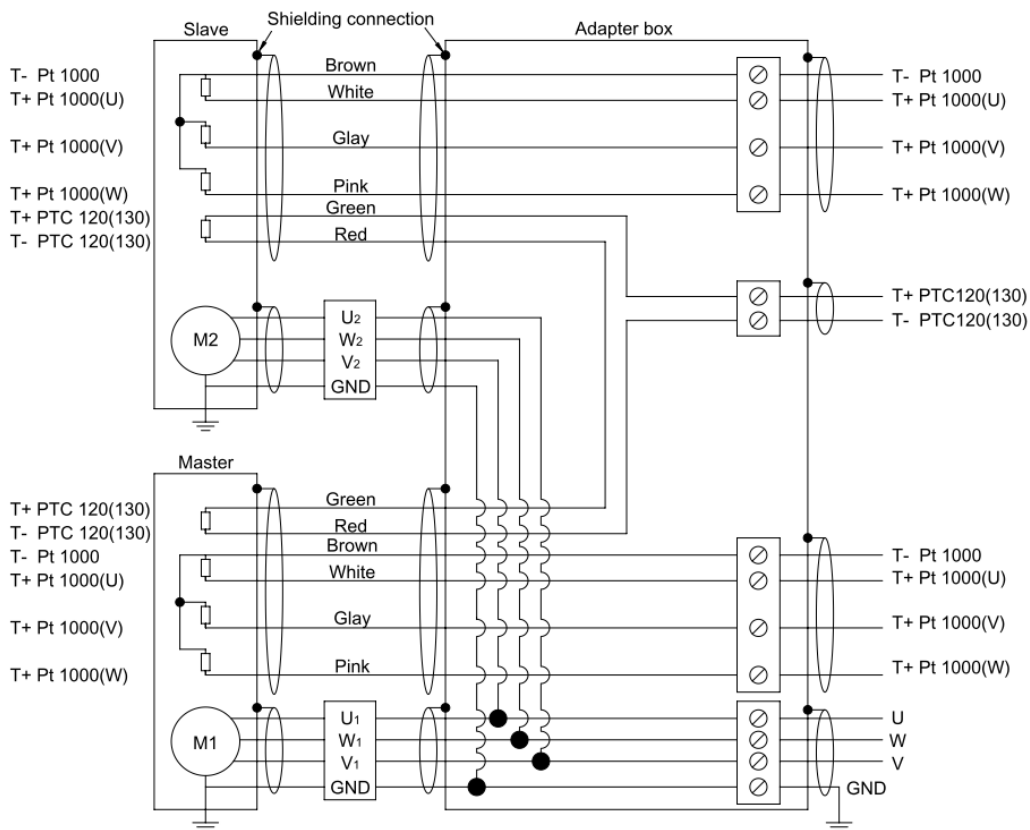 Slave
Shielding connection
Adapter box
T- Pt 1000
T+ Pt 1000(U)
T+ Pt 1000(V)
T+ Pt 1000(W)
T+ PTC 120(130)
T- PTC 120(130)
Brown
White
Glay
Pink
Green
Red
T- Pt 1000
T+ Pt 1000(U)
T+ Pt 1000(V)
T+ Pt 1000(W)
T+ PTC120(130)
T- PTC120(130)
M2
U2
W2
V2
GND
Master
T+ PTC 120(130)
T- PTC 120(130)
T- Pt 1000
T+ Pt 1000(U)
T+ Pt 1000(V)
T+ Pt 1000(W)
Green
Red
Brown
White
Glay
Pink
T- Pt 1000
T+ Pt 1000(U)
T+ Pt 1000(V)
T+ Pt 1000(W)
M1
U1
W1
V1
GND
U
W
V
GND